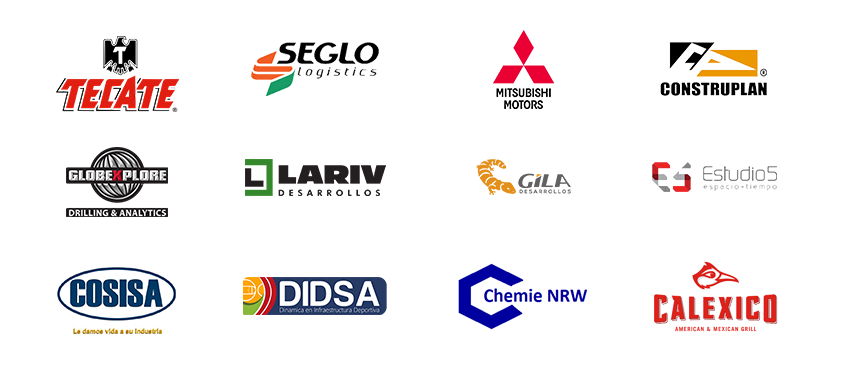 T
TECATE®
SEGLO
logistics
MITSUBISHI
MOTORS
CONSTRUPLAN®
GLOBEXPLORE
DRILLING & ANALYTICS
LARIV
DESARROLLOS
GILA
DESARROLLOS
Estudio5
espacio+tiempo
COSISA
Le damos vida a su Industria
DIDSA
Dinamica en Infraestructura Deportiva
Chemie NRW
CALEXICO
AMERICAN & MEXICAN GRILL